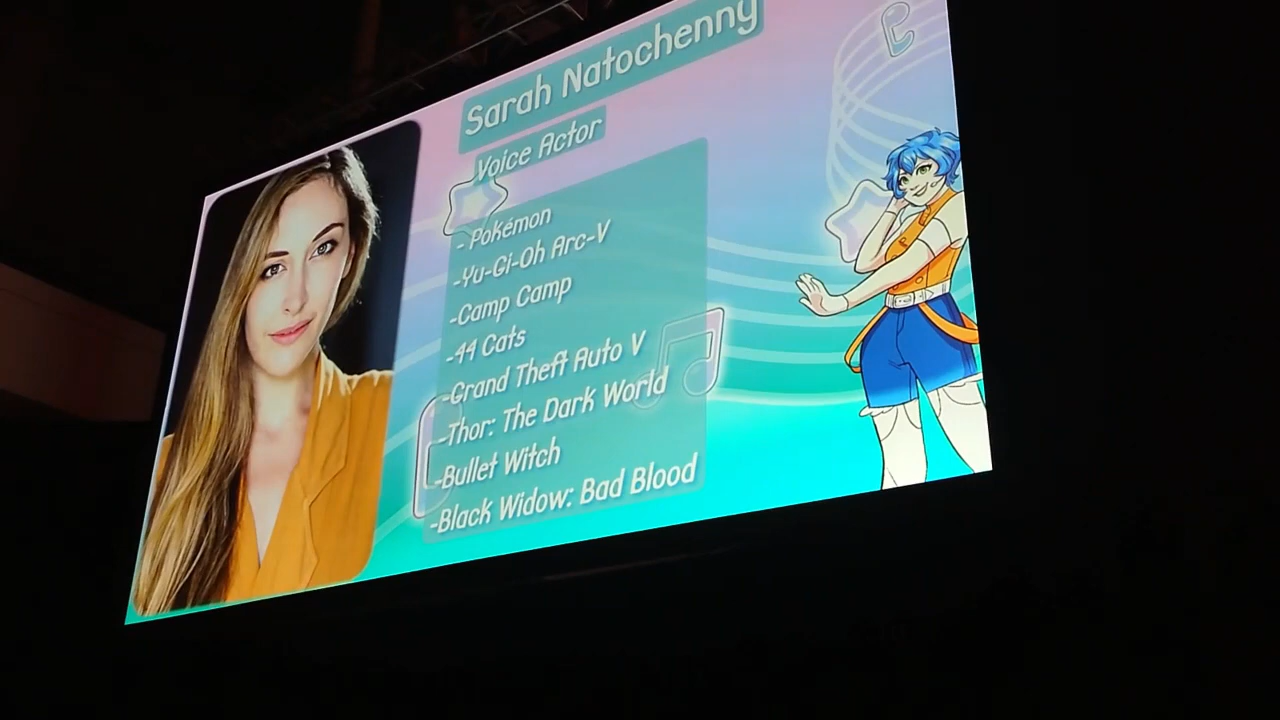 Sarah Natochenny
Voice Actor
- Pokémon
-Yu-Gi-Oh Arc-V
-Camp Camp
-44 Cats
-Grand Theft Auto V
-Thor: The Dark World
-Bullet Witch
-Black Widow: Bad Blood